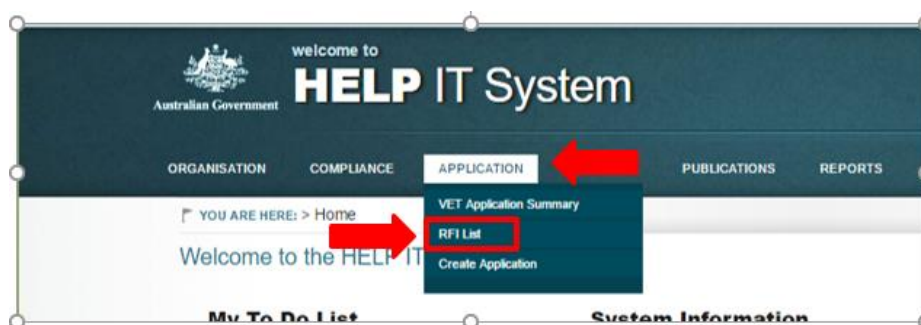 welcome to
HELP IT System
Australian Government
ORGANISATION COMPLIANCE APPLICATION PUBLICATIONS REPORTS
VET Application Summary
YOU ARE HERE: > Home
RFI List
Welcome to the HELP IT
Create Application
My To Do List System Information